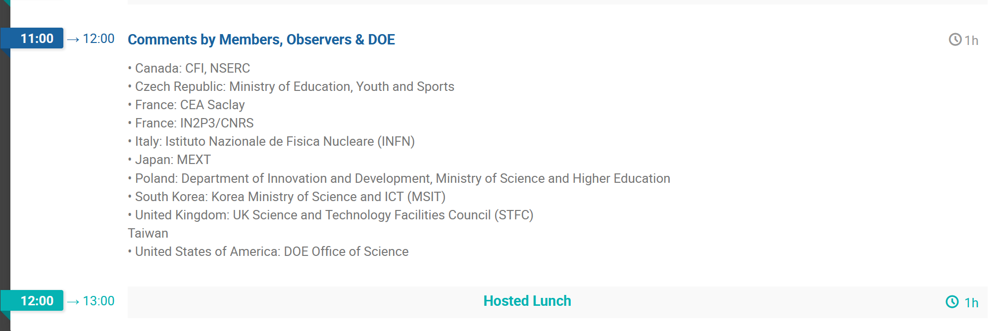 11:00 → 12:00 Comments by Members, Observers & DOE 1h
• Canada: CFI, NSERC
• Czech Republic: Ministry of Education, Youth and Sports
• France: CEA Saclay
• France: IN2P3/CNRS
• Italy: Istituto Nazionale de Fisica Nucleare (INFN)
• Japan: MEXT
• Poland: Department of Innovation and Development, Ministry of Science and Higher Education
• South Korea: Korea Ministry of Science and ICT (MSIT)
• United Kingdom: UK Science and Technology Facilities Council (STFC)
Taiwan
• United States of America: DOE Office of Science
12:00 → 13:00 Hosted Lunch 1h